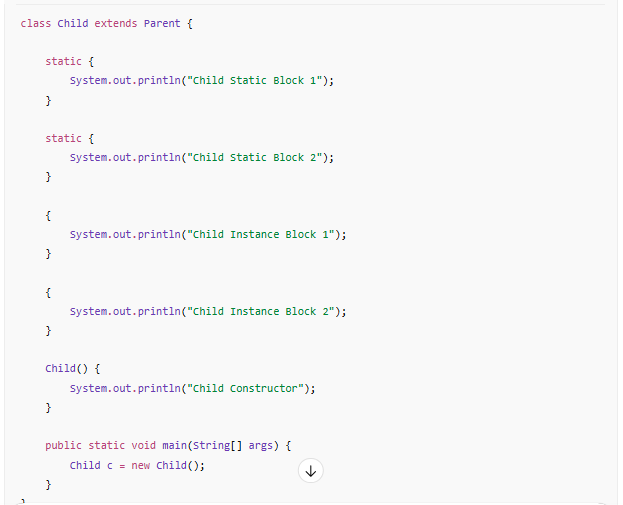 class Child extends Parent {
static {
System.out.println("Child Static Block 1");
}
static {
System.out.println("Child Static Block 2");
}
{
System.out.println("Child Instance Block 1");
}
{
System.out.println("Child Instance Block 2");
}
Child() {
System.out.println("Child Constructor");
}
public static void main(String[] args) {
Child c = new Child();
}
}